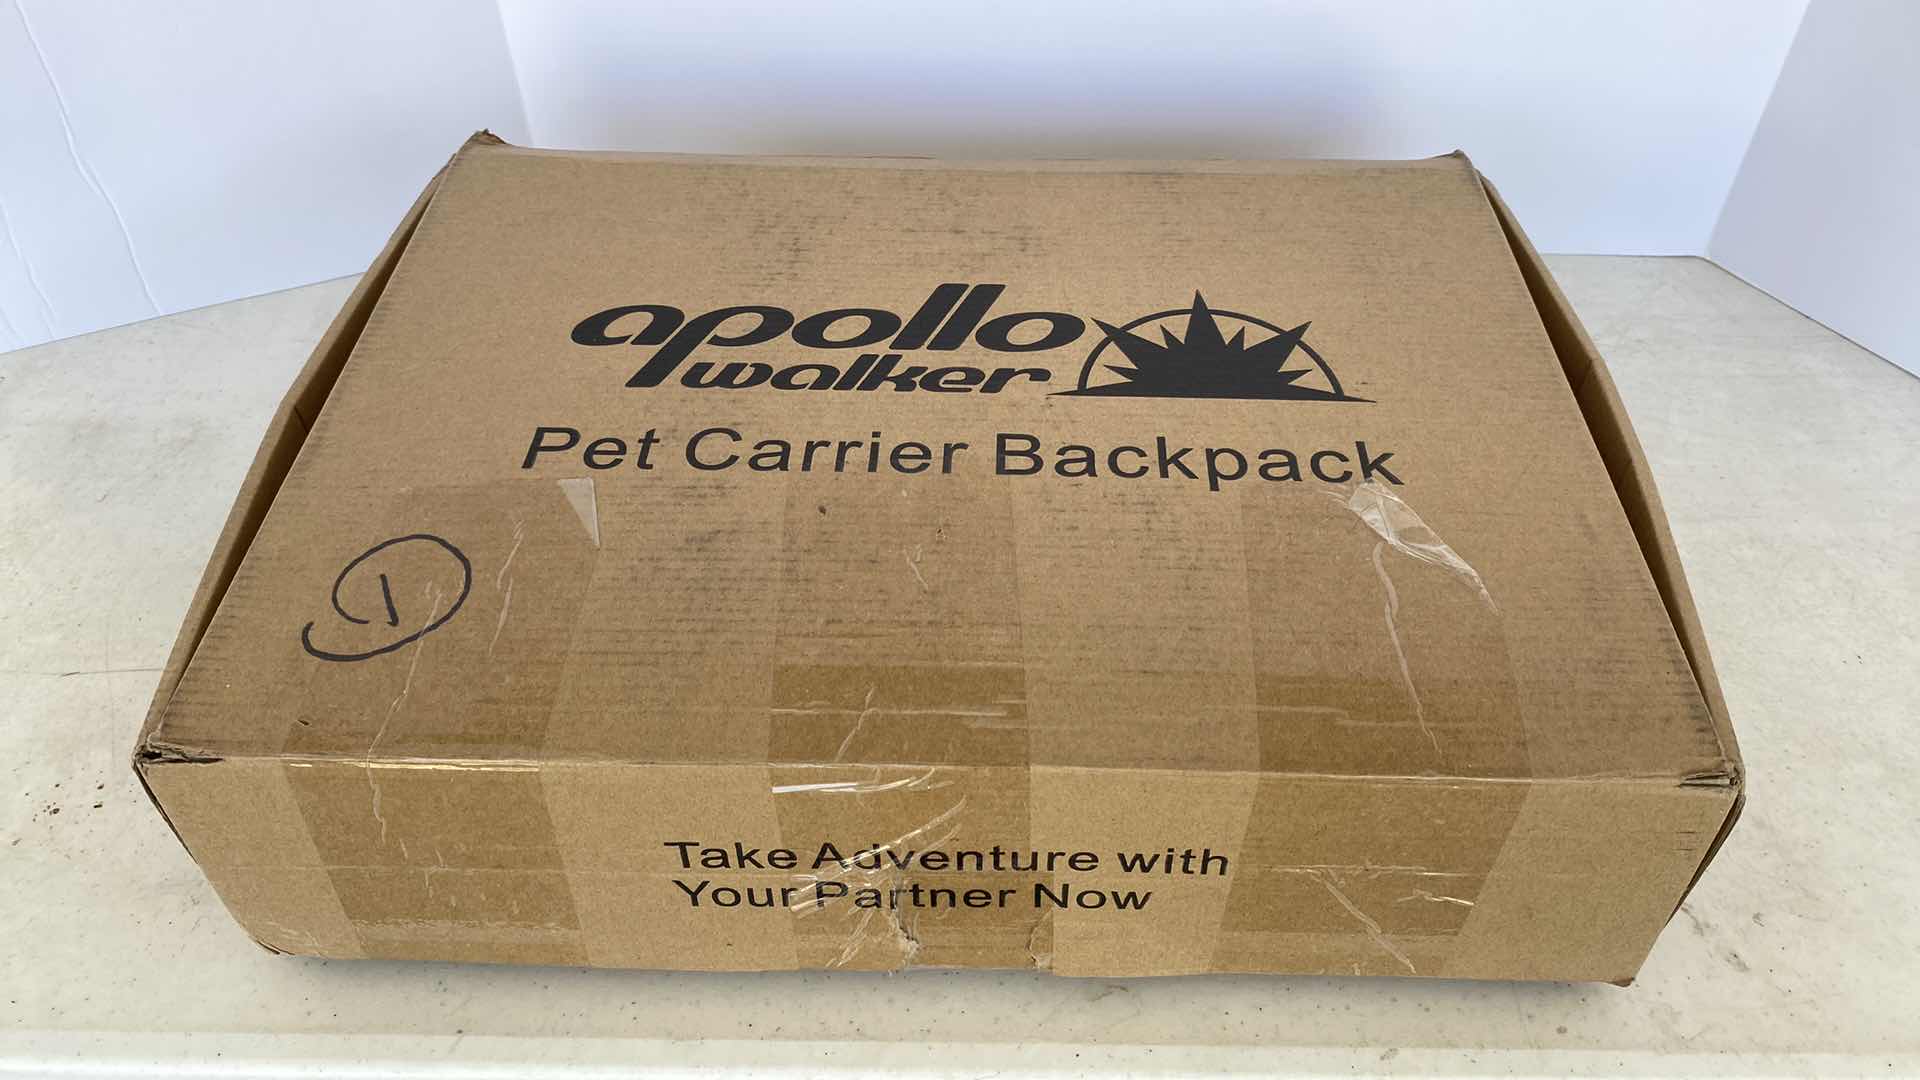 apollo
walker
Pet Carrier Backpack
1
Take Adventure with
Your Partner Now